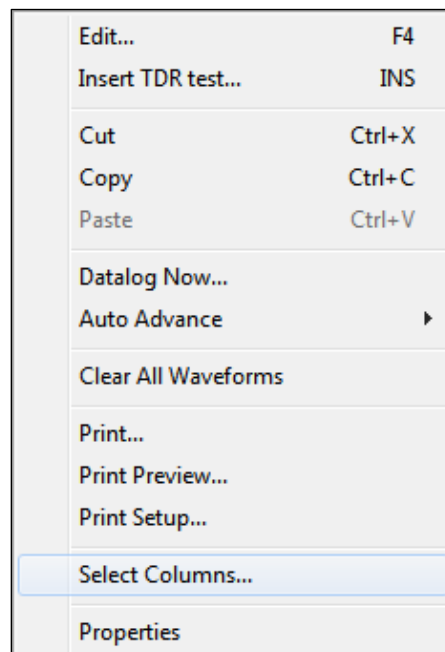 Edit... F4
Insert TDR test... INS
Cut Ctrl+X
Copy Ctrl+C
Paste Ctrl+V
Datalog Now...
Auto Advance
Clear All Waveforms
Print...
Print Preview...
Print Setup...
Select Columns...
Properties